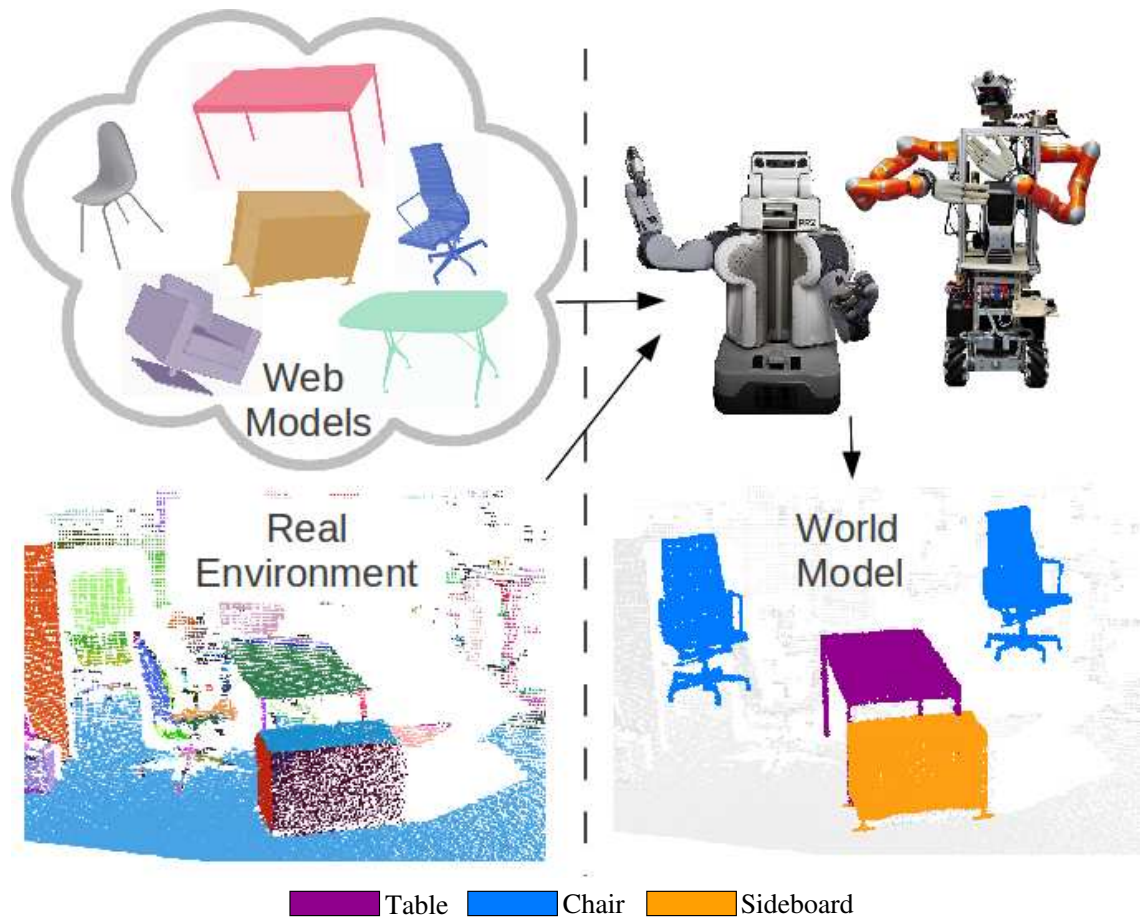 Web
Models
PR2
Real
Environment
World
Model
Table
Chair
Sideboard